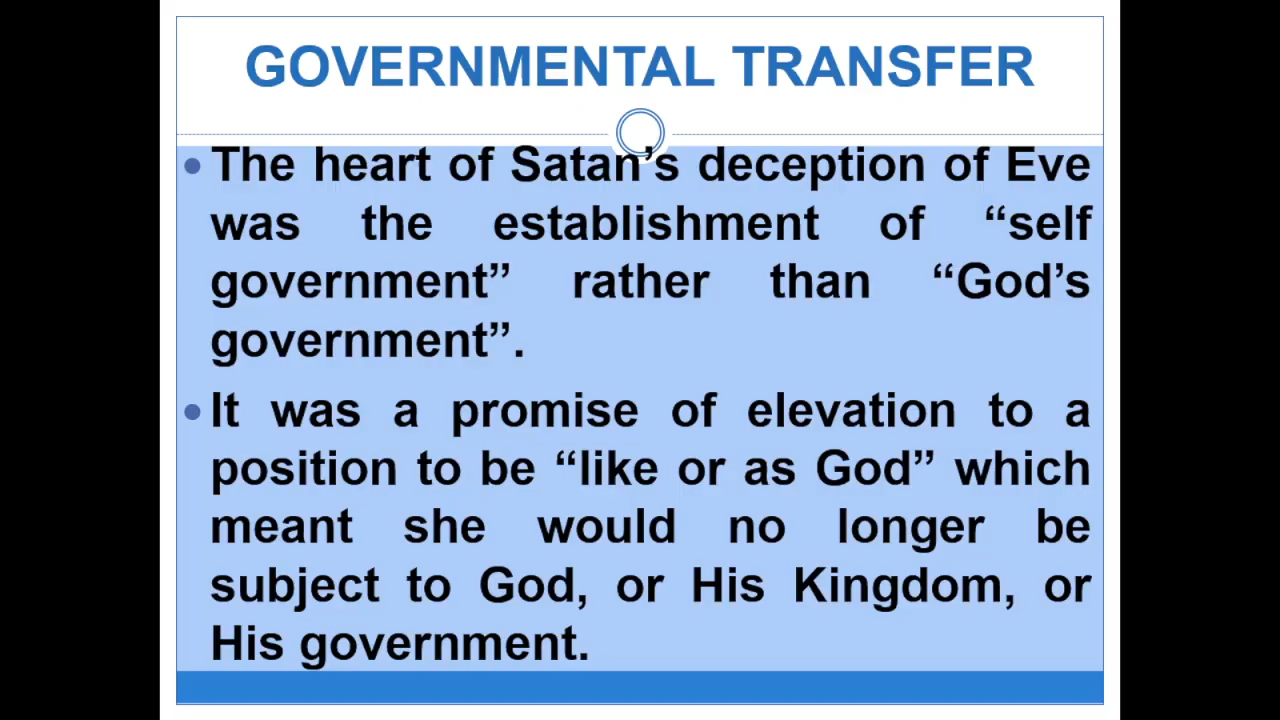 GOVERNMENTAL TRANSFER
• The heart of Satan’s deception of Eve
was the establishment of “self
government” rather than “God’s
government”.
• It was a promise of elevation to a
position to be “like or as God” which
meant she would no longer be
subject to God, or His Kingdom, or
His government.